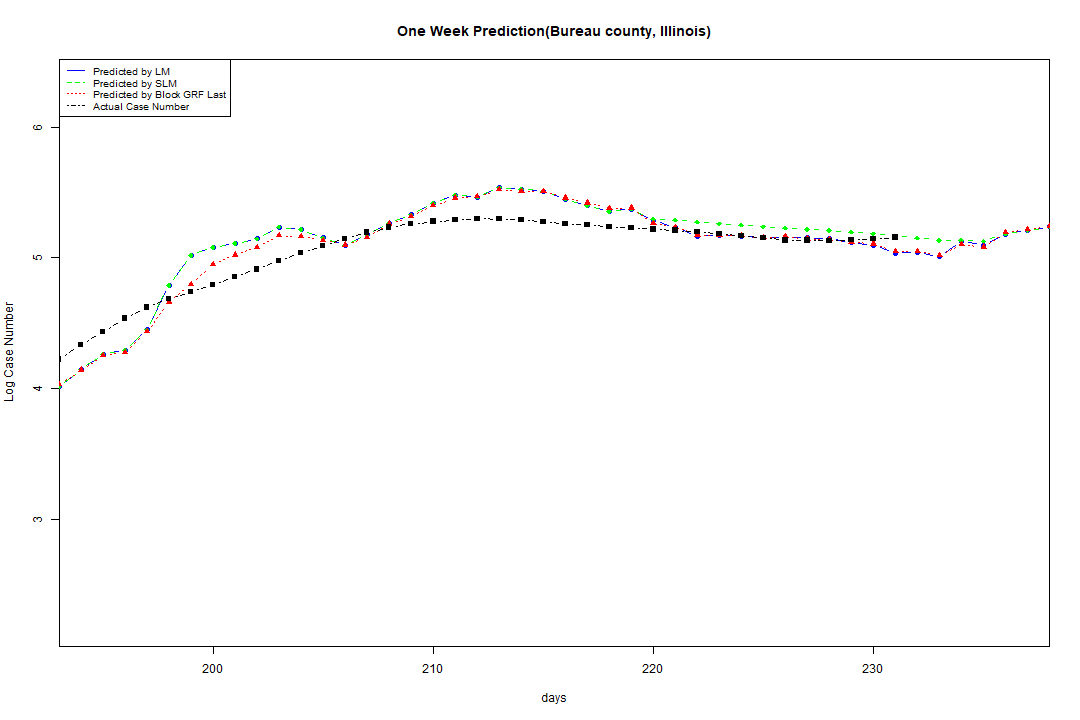 One Week Prediction(Bureau county, Illinois)
Predicted by LM
Predicted by SLM
Predicted by Block GRF Last
Actual Case Number
6
5
4
3
Log Case Number
200 210 220 230
days